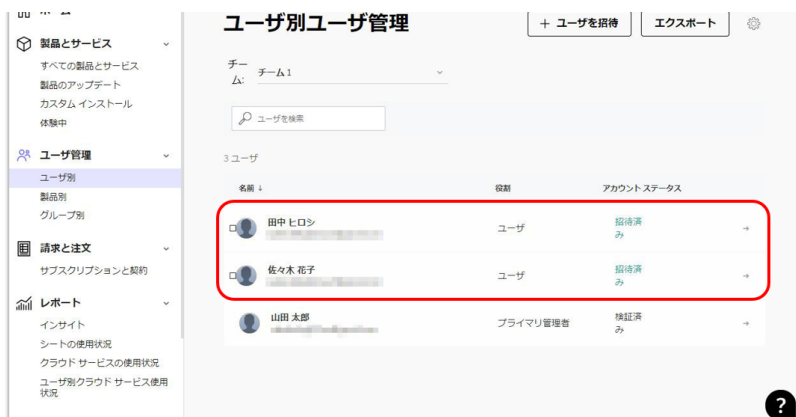 ホーム
製品とサービス
すべての製品とサービス
製品のアップデート
カスタム インストール
体験中
ユーザ管理
ユーザ別
製品別
グループ別
請求と注文
サブスクリプションと契約
レポート
インサイト
シートの使用状況
クラウド サービスの使用状況
ユーザ別クラウド サービス使用
状況
ユーザ別ユーザ管理
+ ユーザを招待
エクスポート
チー
ム:
チーム 1
ユーザを検索
3 ユーザ
名前 ↓
役割
アカウント ステータス
田中 ヒロシ
ユーザ
招待済
み
→
佐々木 花子
ユーザ
招待済
み
→
山田 太郎
プライマリ管理者
検証済
み
→
?